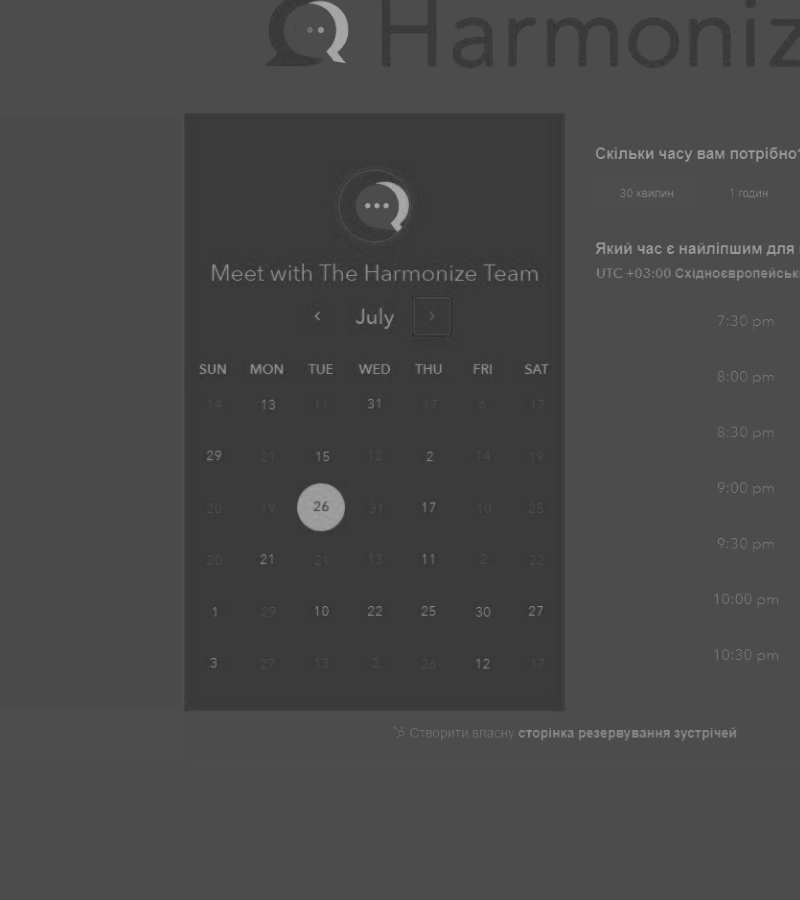 Harmoniz
Meet with The Harmonize Team
‹ July ›
SUN MON TUE WED THU FRI SAT
14 13 11 31 17 6 17
29 21 15 12 2 14 19
20 19 26 31 17 10 25
20 21 21 13 11 2 22
1 29 10 22 25 30 27
3 27 13 2 26 12 17
Скільки часу вам потрібно?
30 хвилин 1 годин
Який час є найліпшим для
UTC +03:00 Східноєвропейськ
7:30 pm
8:00 pm
8:30 pm
9:00 pm
9:30 pm
10:00 pm
10:30 pm
Створити власну сторінка резервування зустрічей